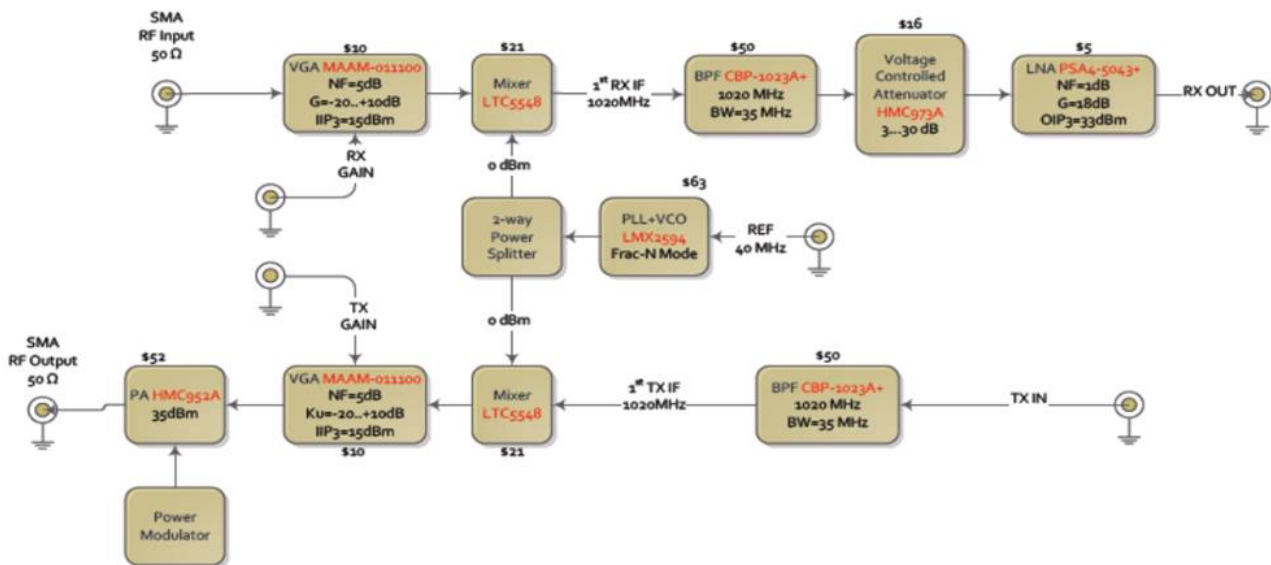 SMA
RF Input
50 Ω
$10
VGA MAAM-011100
NF=5dB
G=-20..+10dB
IIP3=15dBm
$21
Mixer
LTC5548
1st RX IF
1020MHz
$50
BPF CBP-1023A+
1020 MHz
BW=35 MHz
$16
Voltage
Controlled
Attenuator
HMC973A
3...30 dB
$5
LNA PSA4-5043+
NF=1dB
G=18dB
OIP3=33dBm
RX OUT
RX
GAIN
0 dBm
2-way
Power
Splitter
$63
PLL+VCO
LMX2594
Frac-N Mode
REF
40 MHz
TX
GAIN
0 dBm
SMA
RF Output
50 Ω
$52
PA HMC952A
35dBm
VGA MAAM-011100
NF=5dB
Ku=-20..+10dB
IIP3=15dBm
$10
Mixer
LTC5548
$21
1st TX IF
1020MHz
$50
BPF CBP-1023A+
1020 MHz
BW=35 MHz
TX IN
Power
Modulator